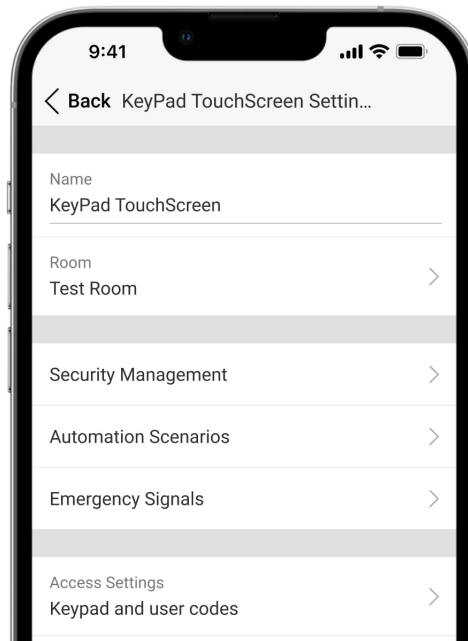 9:41
Back KeyPad TouchScreen Settin...
Name
KeyPad TouchScreen
Room
Test Room
Security Management
Automation Scenarios
Emergency Signals
Access Settings
Keypad and user codes